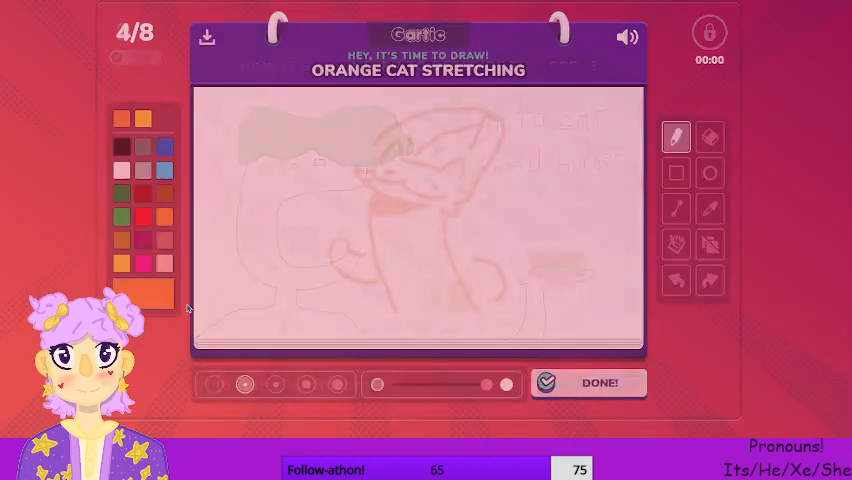 4/8
Gartic
HEY, IT'S TIME TO DRAW!
ORANGE CAT STRETCHING
00:00
DONE!
Follow-athon! 65 75
Pronouns!
Its/He/Xe/She